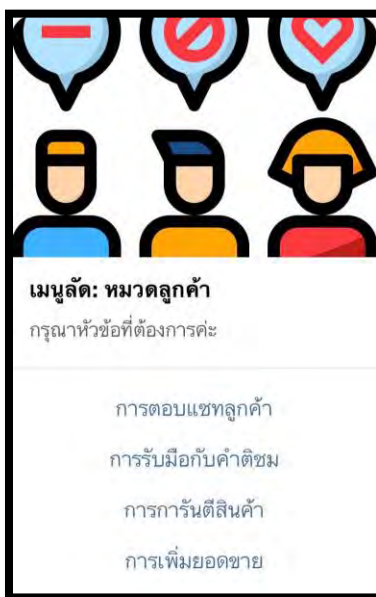 เมนูลัด: หมวดลูกค้า
กรุณาหัวข้อที่ต้องการค่ะ
การตอบแชทลูกค้า
การรับมือกับคำติชม
การการันตีสินค้า
การเพิ่มยอดขาย